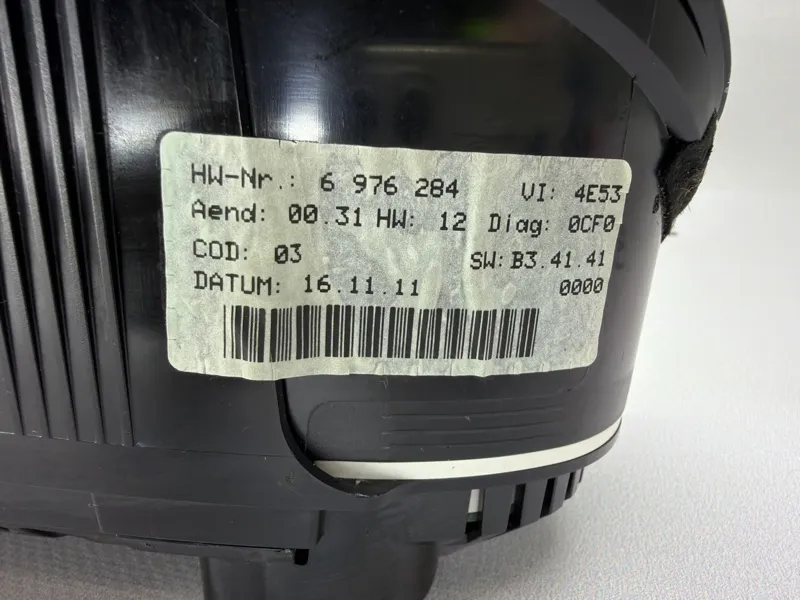 HW-Nr.: 6 976 284 VI: 4E53
Aend: 00.31 HW: 12 Diag: 0CF0
COD: 03 SW: B3.41.41
DATUM: 16.11.11 0000